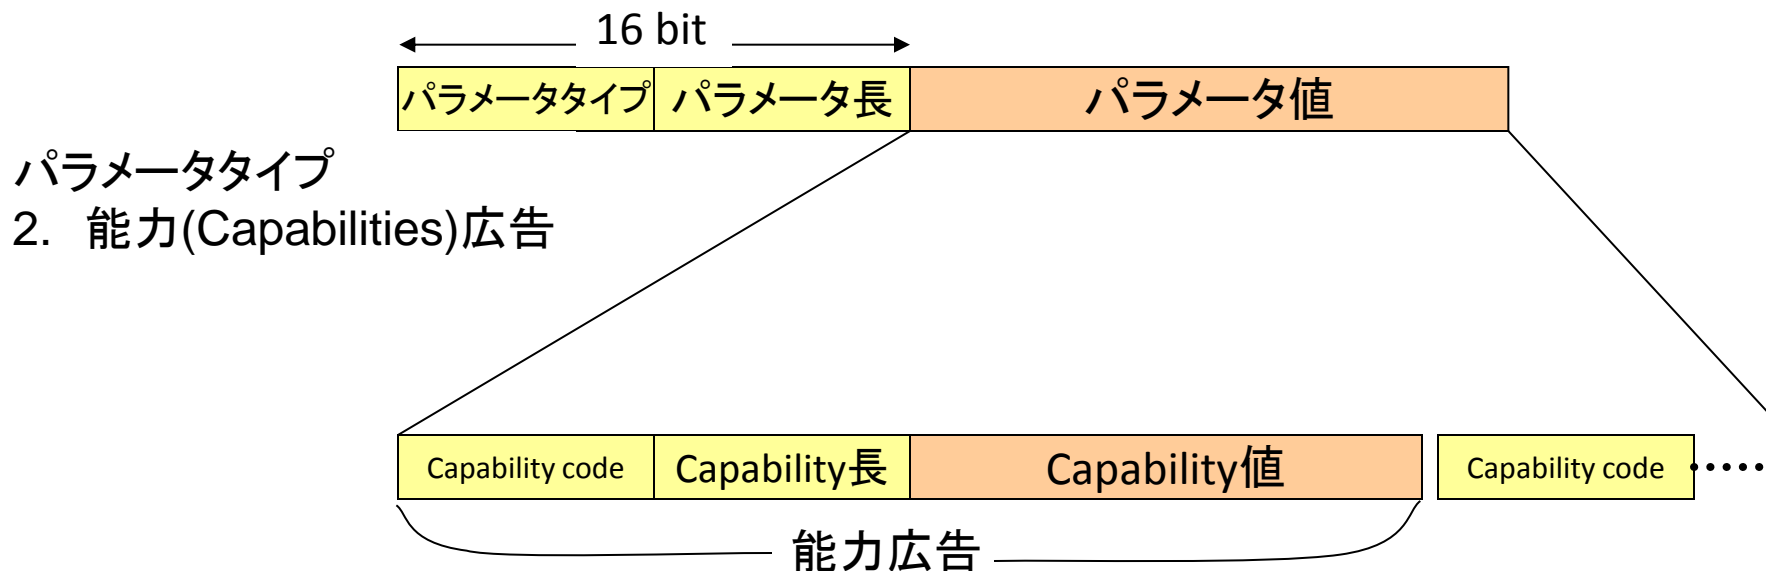 16 bit
パラメータタイプ パラメータ長 パラメータ値
パラメータタイプ
2. 能力(Capabilities)広告
Capability code Capability長 Capability値 Capability code ・・・・・
能力広告